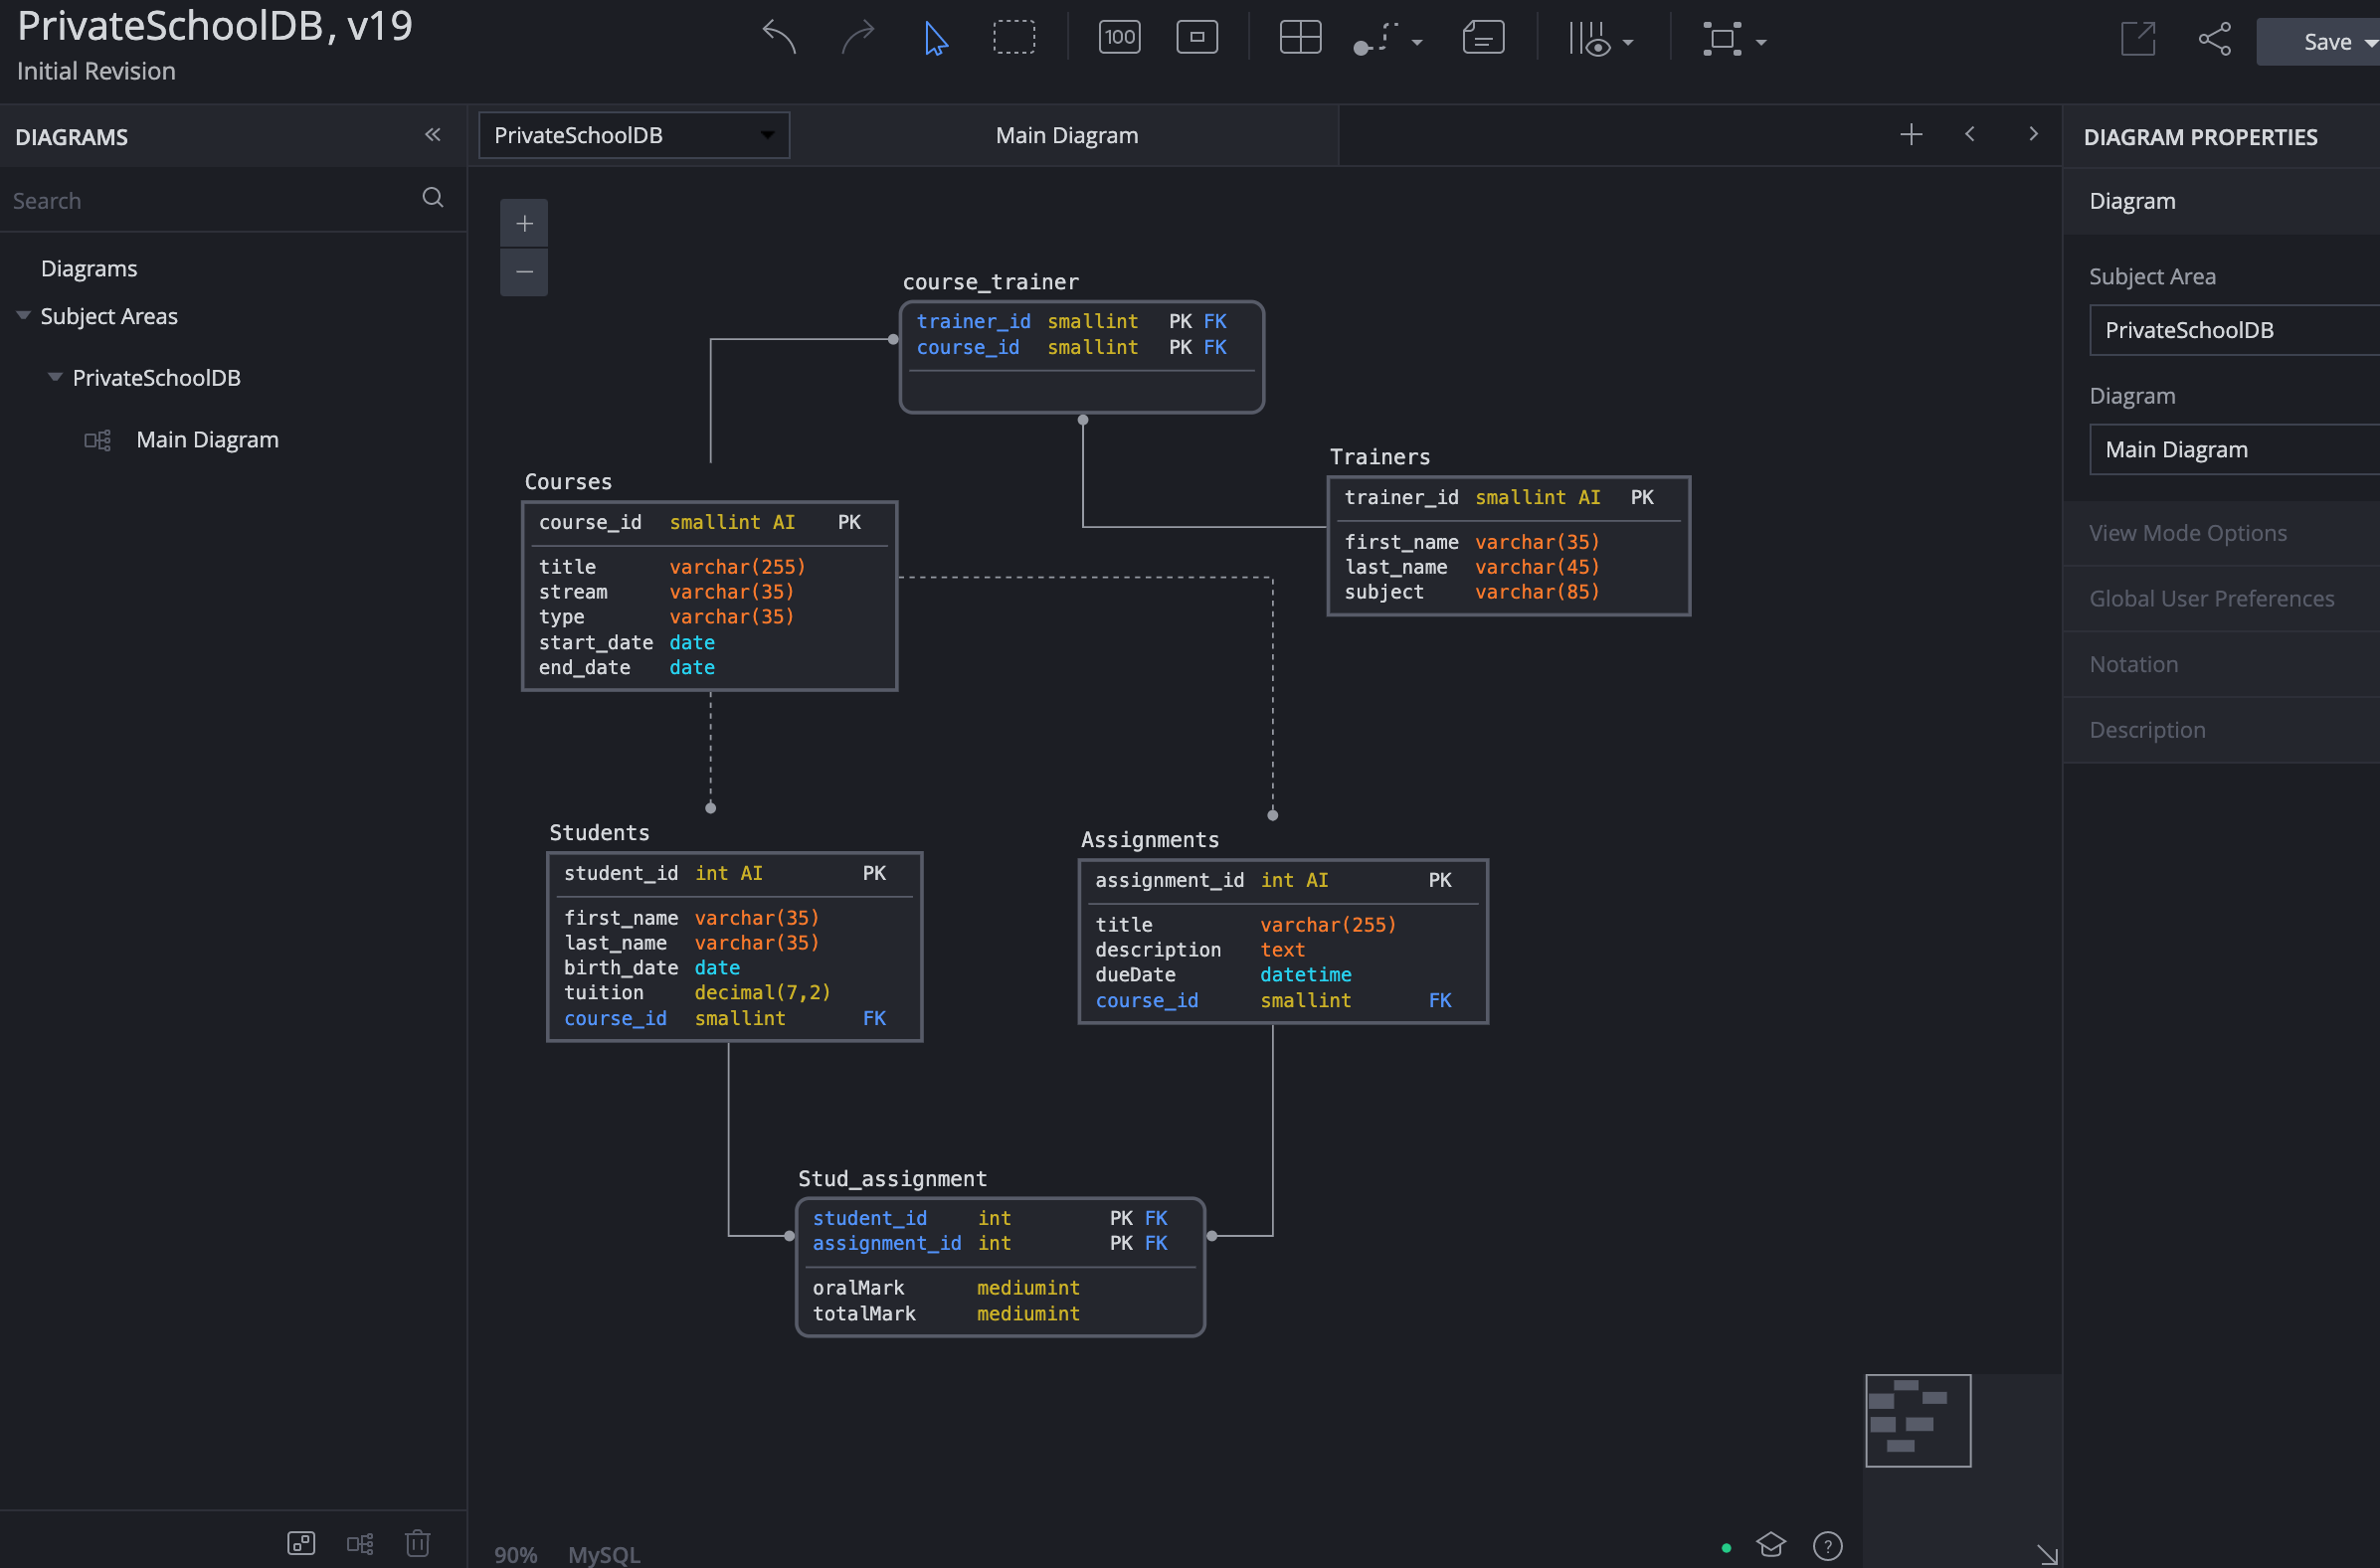 PrivateSchoolDB, v19
Initial Revision
100
Save
DIAGRAMS
PrivateSchoolDB
Main Diagram
DIAGRAM PROPERTIES
Search
Diagrams
Subject Areas
PrivateSchoolDB
Main Diagram
course_trainer
trainer_id smallint PK FK
course_id smallint PK FK
Trainers
trainer_id smallint AI PK
first_name varchar(35)
last_name varchar(45)
subject varchar(85)
Courses
course_id smallint AI PK
title varchar(255)
stream varchar(35)
type varchar(35)
start_date date
end_date date
Students
student_id int AI PK
first_name varchar(35)
last_name varchar(35)
birth_date date
tuition decimal(7,2)
course_id smallint FK
Assignments
assignment_id int AI PK
title varchar(255)
description text
dueDate datetime
course_id smallint FK
Stud_assignment
student_id int PK FK
assignment_id int PK FK
oralMark mediumint
totalMark mediumint
Diagram
Subject Area
PrivateSchoolDB
Diagram
Main Diagram
View Mode Options
Global User Preferences
Notation
Description
90% MySQL
?